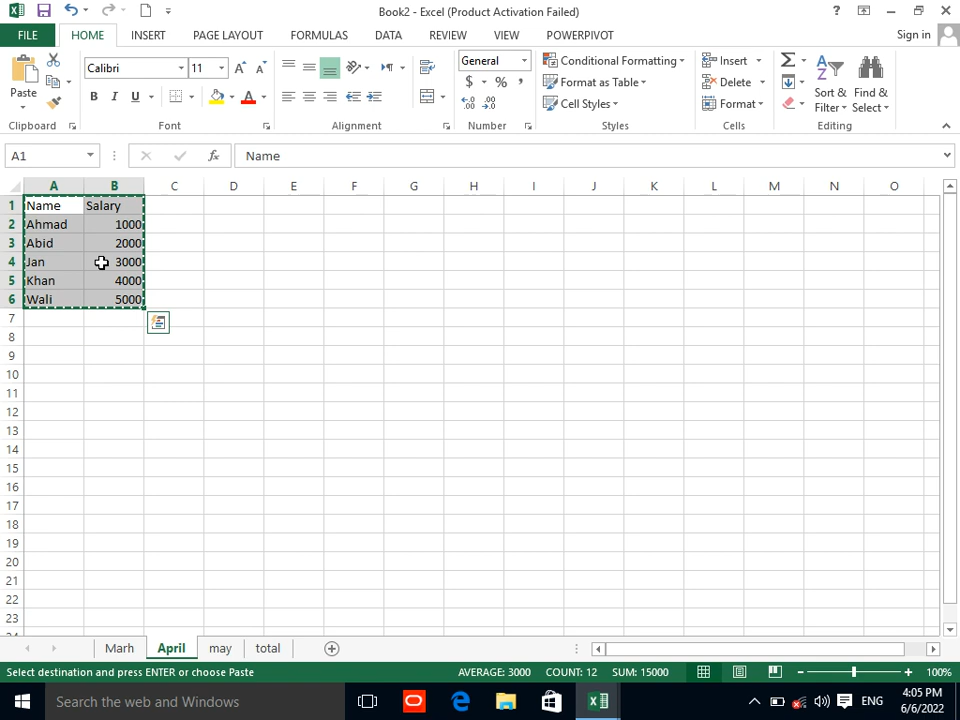 Book2 - Excel (Product Activation Failed)
FILE HOME INSERT PAGE LAYOUT FORMULAS DATA REVIEW VIEW POWERPIVOT Sign in
Calibri 11 General Conditional Formatting Insert
Paste B I U $ % , Format as Table Delete Sort & Filter Find & Select
Cell Styles Format
Clipboard Font Alignment Number Styles Cells Editing
A1 fx Name
A B C D E F G H I J K L M N O
1 Name Salary
2 Ahmad 1000
3 Abid 2000
4 Jan 3000
5 Khan 4000
6 Wali 5000
7
8
9
10
11
12
13
14
15
16
17
18
19
20
21
22
23
Marh April may total
Select destination and press ENTER or choose Paste AVERAGE: 3000 COUNT: 12 SUM: 15000 100%
Search the web and Windows ENG 4:05 PM
6/6/2022